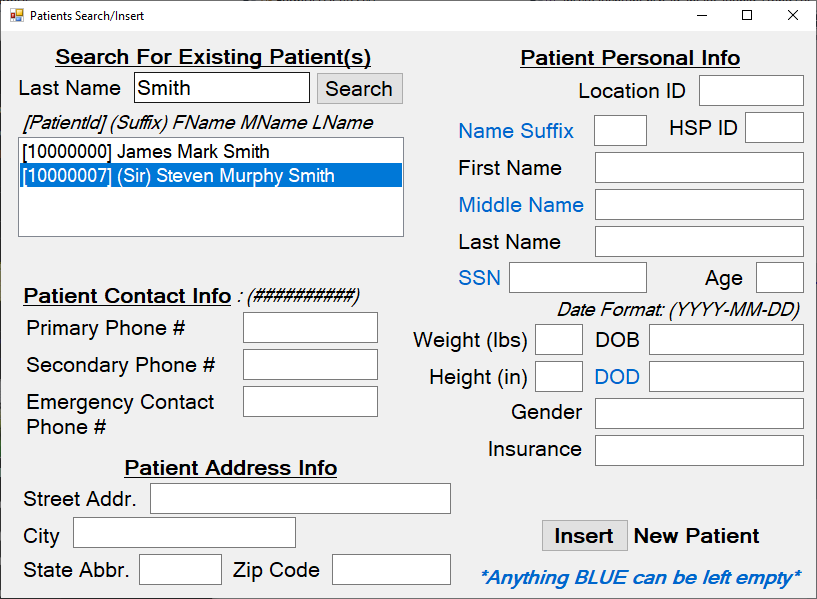 Patients Search/Insert
Search For Existing Patient(s)
Last Name Smith Search
[PatientId] (Suffix) FName MName LName
[10000000] James Mark Smith
[10000007] (Sir) Steven Murphy Smith
Patient Contact Info : (##########)
Primary Phone #
Secondary Phone #
Emergency Contact
Phone #
Patient Address Info
Street Addr.
City
State Abbr. Zip Code
Patient Personal Info
Location ID
Name Suffix HSP ID
First Name
Middle Name
Last Name
SSN Age
Date Format: (YYYY-MM-DD)
Weight (lbs) DOB
Height (in) DOD
Gender
Insurance
Insert New Patient
*Anything BLUE can be left empty*